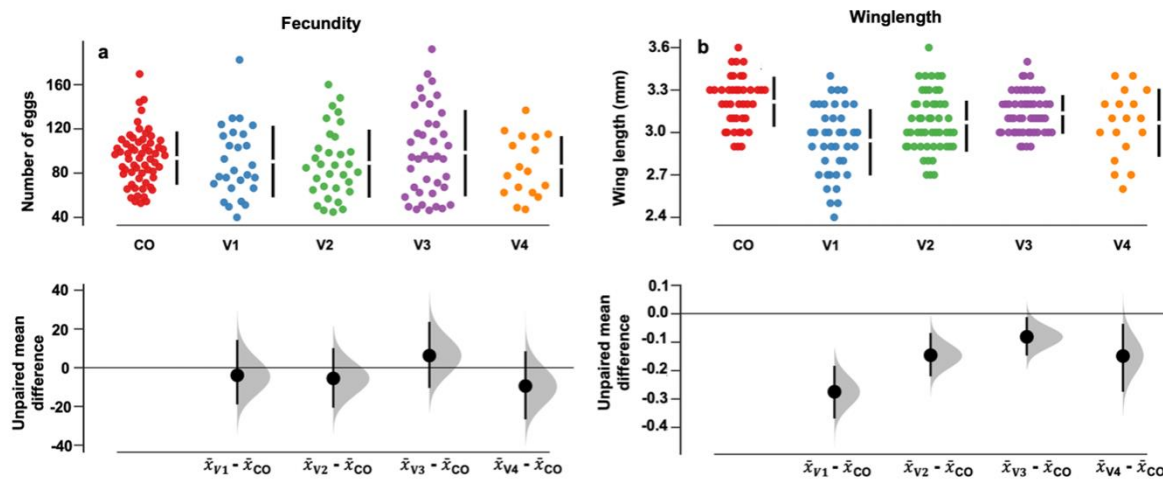 Fecundity
a
Number of eggs
160
120
80
40
CO V1 V2 V3 V4
Unpaired mean
difference
40
20
0
-20
-40
x̄V1 - x̄CO x̄V2 - x̄CO x̄V3 - x̄CO x̄V4 - x̄CO
Winglength
b
Wing length (mm)
3.6
3.3
3.0
2.7
2.4
CO V1 V2 V3 V4
Unpaired mean
difference
0.1
0.0
-0.1
-0.2
-0.3
-0.4
x̄V1 - x̄CO x̄V2 - x̄CO x̄V3 - x̄CO x̄V4 - x̄CO